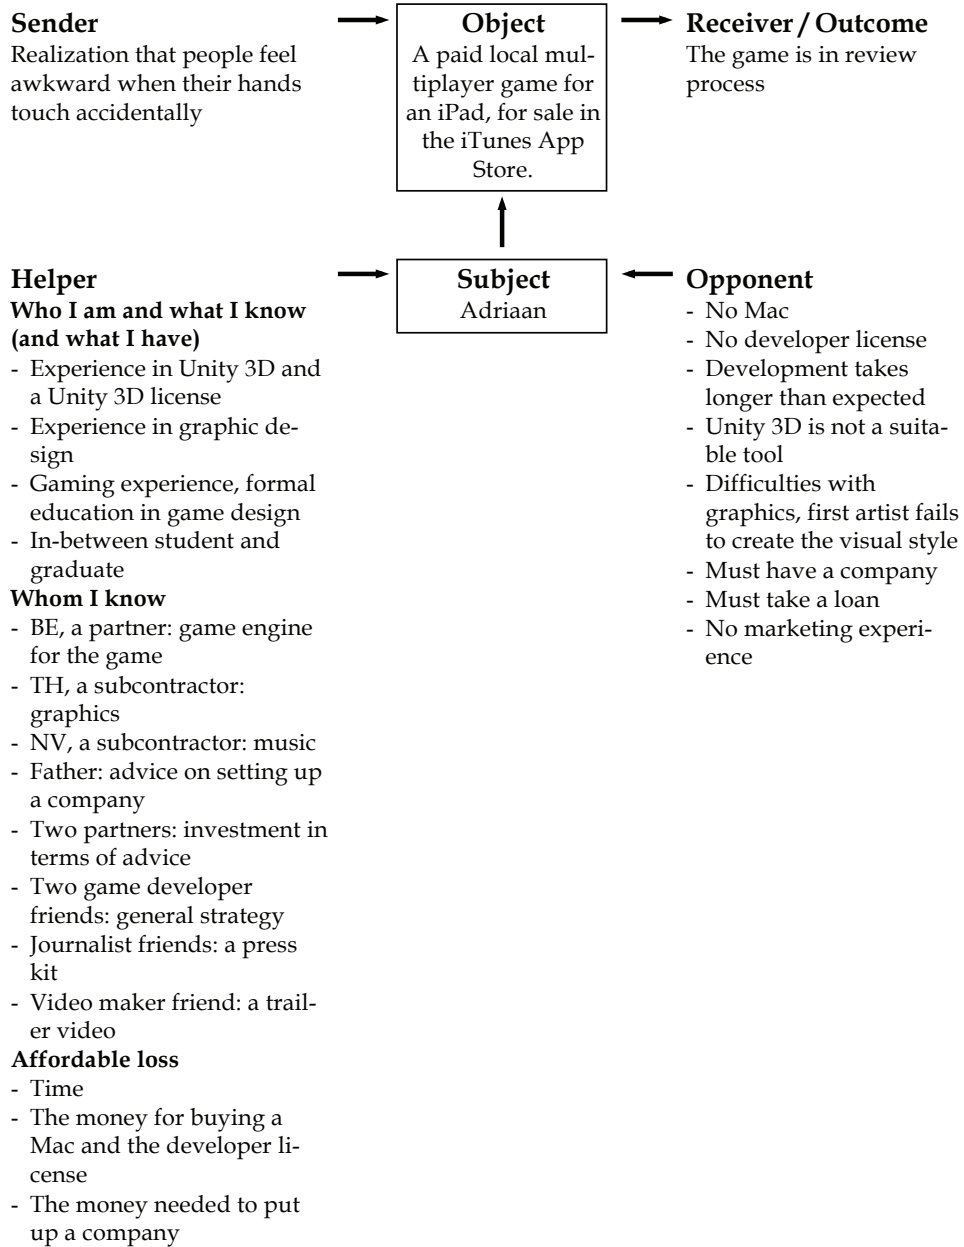 Sender
Realization that people feel
awkward when their hands
touch accidentally
Object
A paid local mul-
tiplayer game for
an iPad, for sale in
the iTunes App
Store.
Receiver / Outcome
The game is in review
process
Helper
Who I am and what I know
(and what I have)
- Experience in Unity 3D and
a Unity 3D license
- Experience in graphic de-
sign
- Gaming experience, formal
education in game design
- In-between student and
graduate
Whom I know
- BE, a partner: game engine
for the game
- TH, a subcontractor:
graphics
- NV, a subcontractor: music
- Father: advice on setting up
a company
- Two partners: investment in
terms of advice
- Two game developer
friends: general strategy
- Journalist friends: a press
kit
- Video maker friend: a trail-
er video
Affordable loss
- Time
- The money for buying a
Mac and the developer li-
cense
- The money needed to put
up a company
Subject
Adriaan
Opponent
- No Mac
- No developer license
- Development takes
longer than expected
- Unity 3D is not a suita-
ble tool
- Difficulties with
graphics, first artist fails
to create the visual style
- Must have a company
- Must take a loan
- No marketing experi-
ence